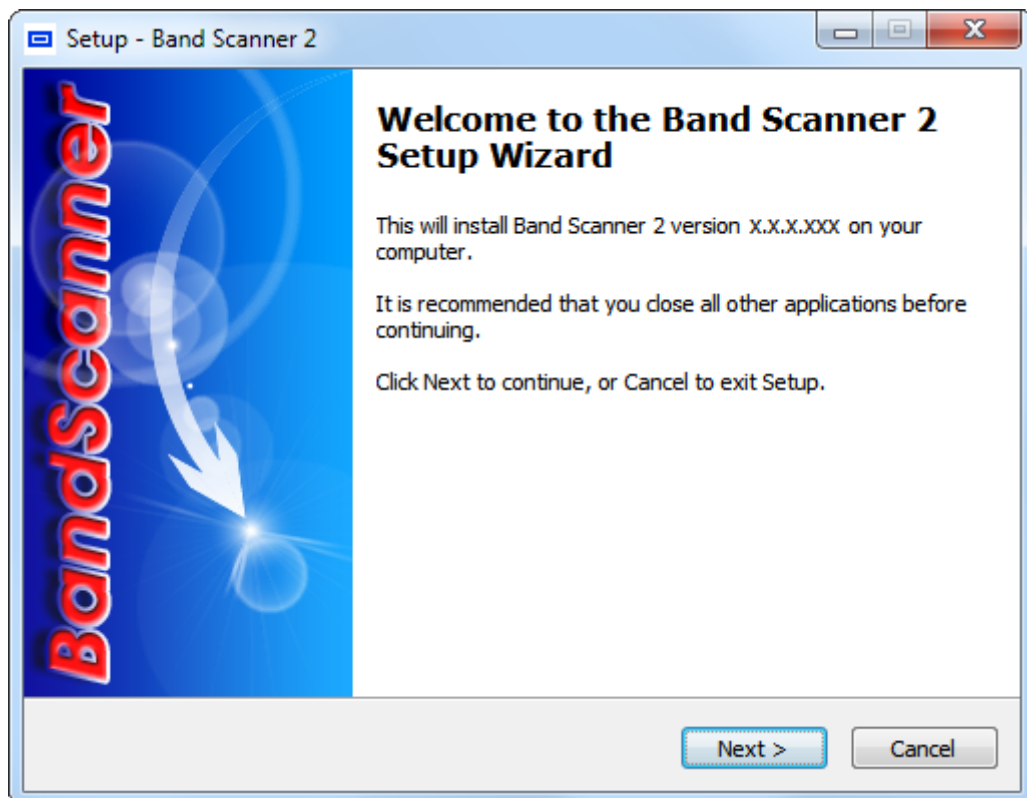 Setup - Band Scanner 2
BandScanner
Welcome to the Band Scanner 2
Setup Wizard
This will install Band Scanner 2 version X.X.X.XXX on your
computer.
It is recommended that you close all other applications before
continuing.
Click Next to continue, or Cancel to exit Setup.
Next >
Cancel